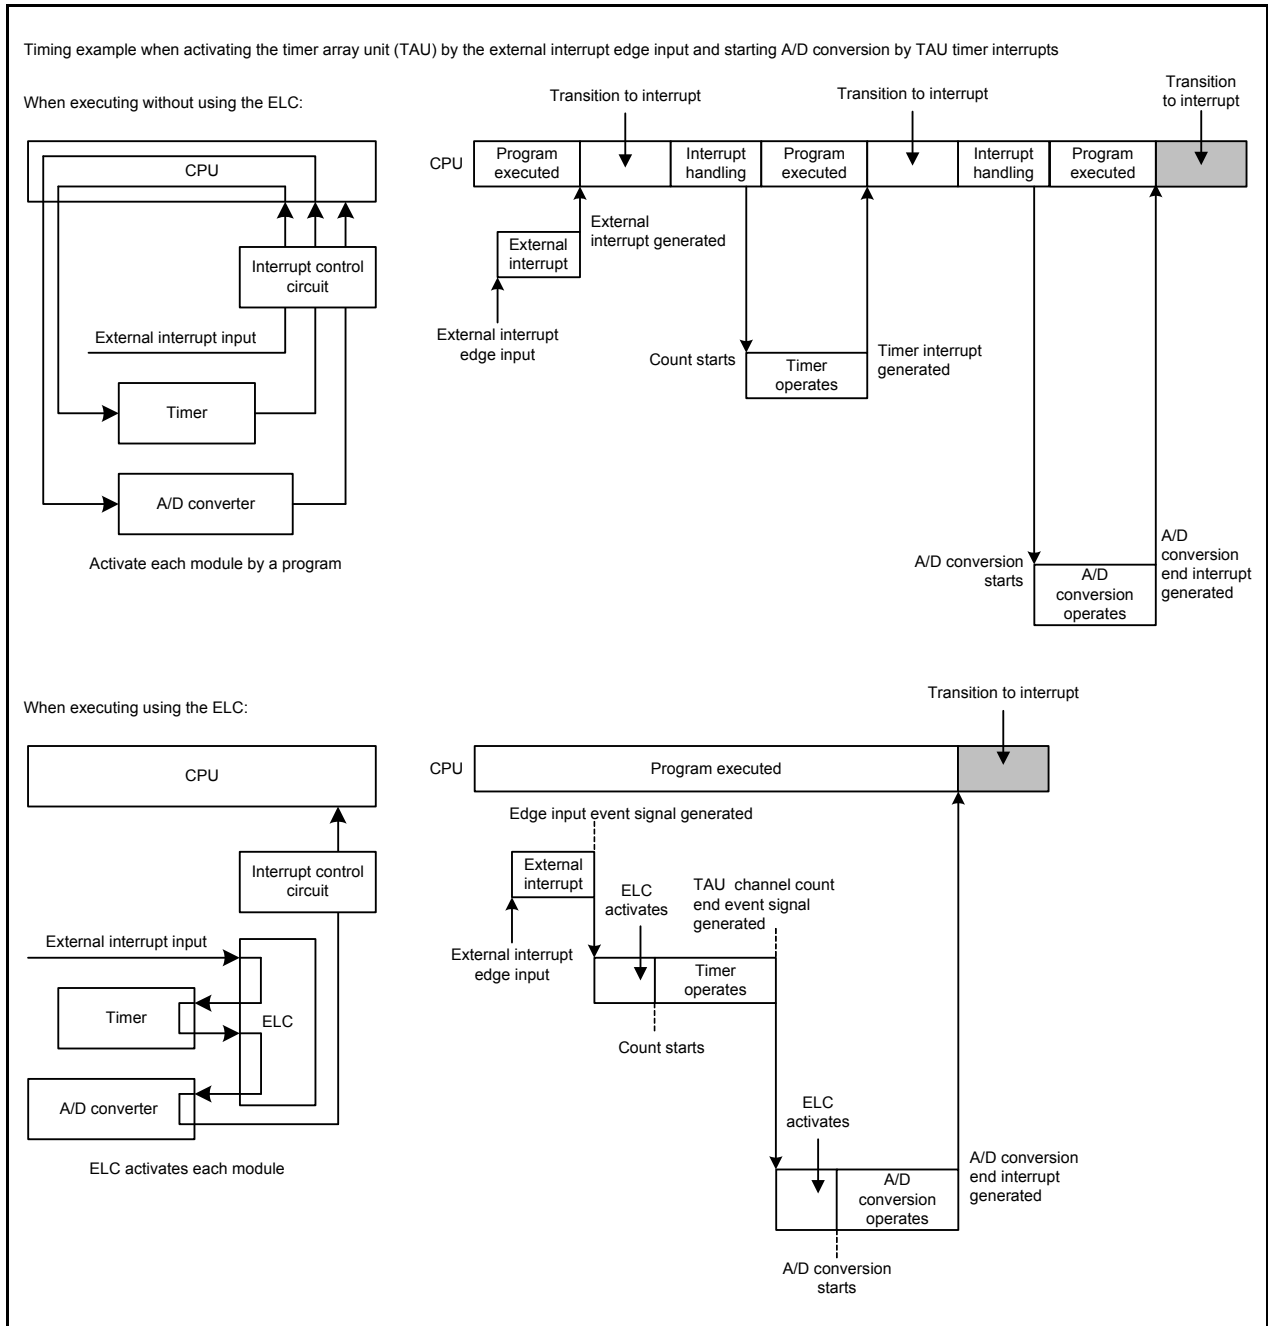 Timing example when activating the timer array unit (TAU) by the external interrupt edge input and starting A/D conversion by TAU timer interrupts
When executing without using the ELC:
CPU
Interrupt control
circuit
External interrupt input
Timer
A/D converter
Activate each module by a program
Transition to interrupt
Transition to interrupt
Transition
to interrupt
CPU
Program
executed
Interrupt
handling
Program
executed
Interrupt
handling
Program
executed
External
interrupt
External
interrupt generated
External interrupt
edge input
Count starts
Timer
operates
Timer interrupt
generated
A/D conversion
starts
A/D
conversion
operates
A/D
conversion
end interrupt
generated
When executing using the ELC:
CPU
Interrupt control
circuit
External interrupt input
Timer
ELC
A/D converter
ELC activates each module
Transition to interrupt
CPU
Program executed
Edge input event signal generated
External
interrupt
External interrupt
edge input
ELC
activates
TAU channel count
end event signal
generated
Timer
operates
Count starts
ELC
activates
A/D
conversion
operates
A/D conversion
end interrupt
generated
A/D conversion
starts